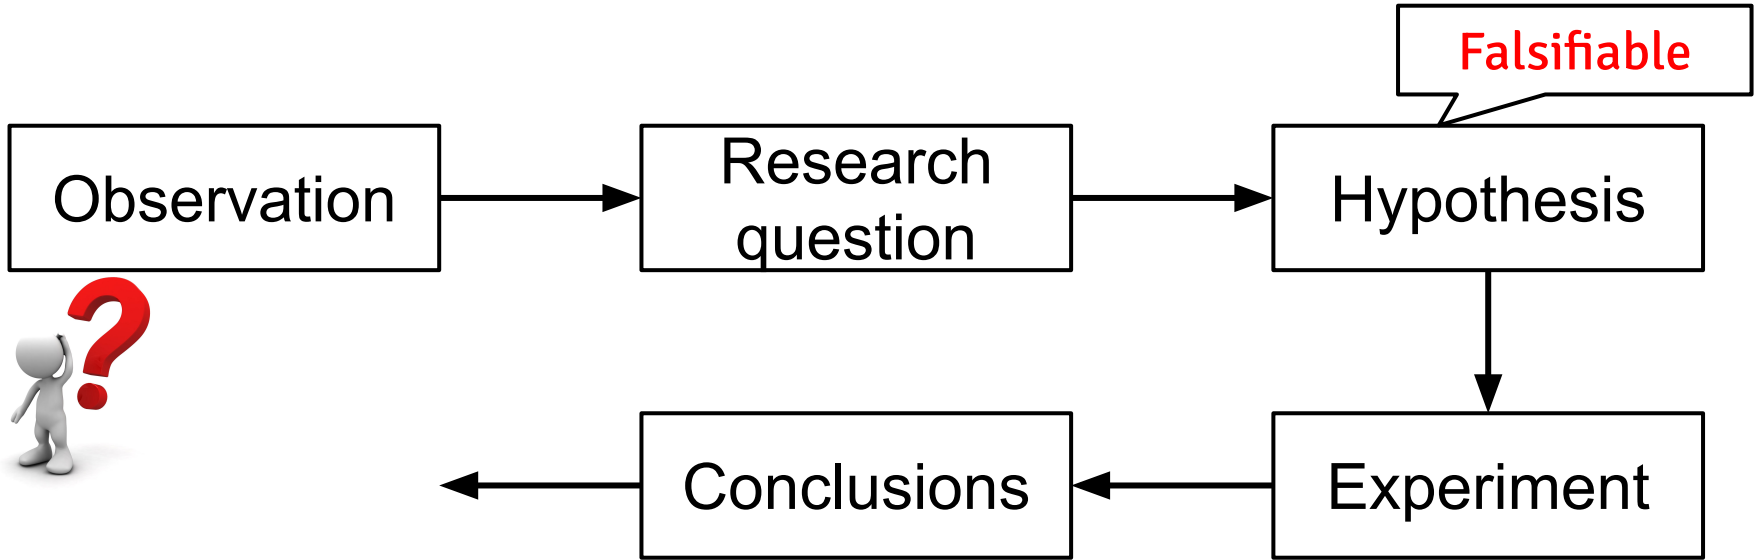 Falsifiable
Observation
Research
question
Hypothesis
Conclusions
Experiment